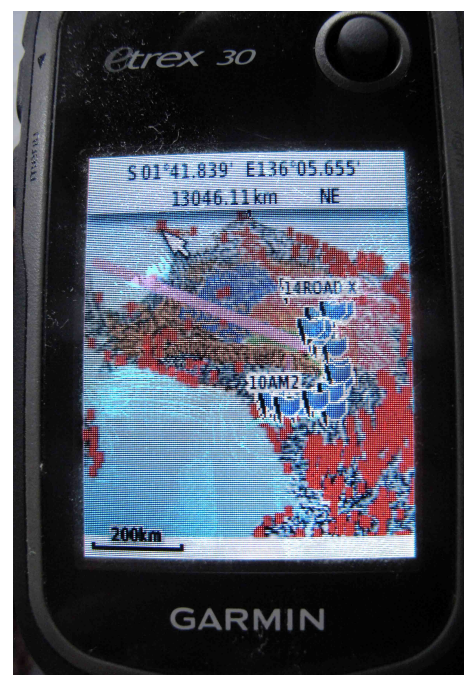 etrex 30
S 01°41.839' E136°05.655'
13046.11km NE
14ROAD X
10AM2
200km
GARMIN